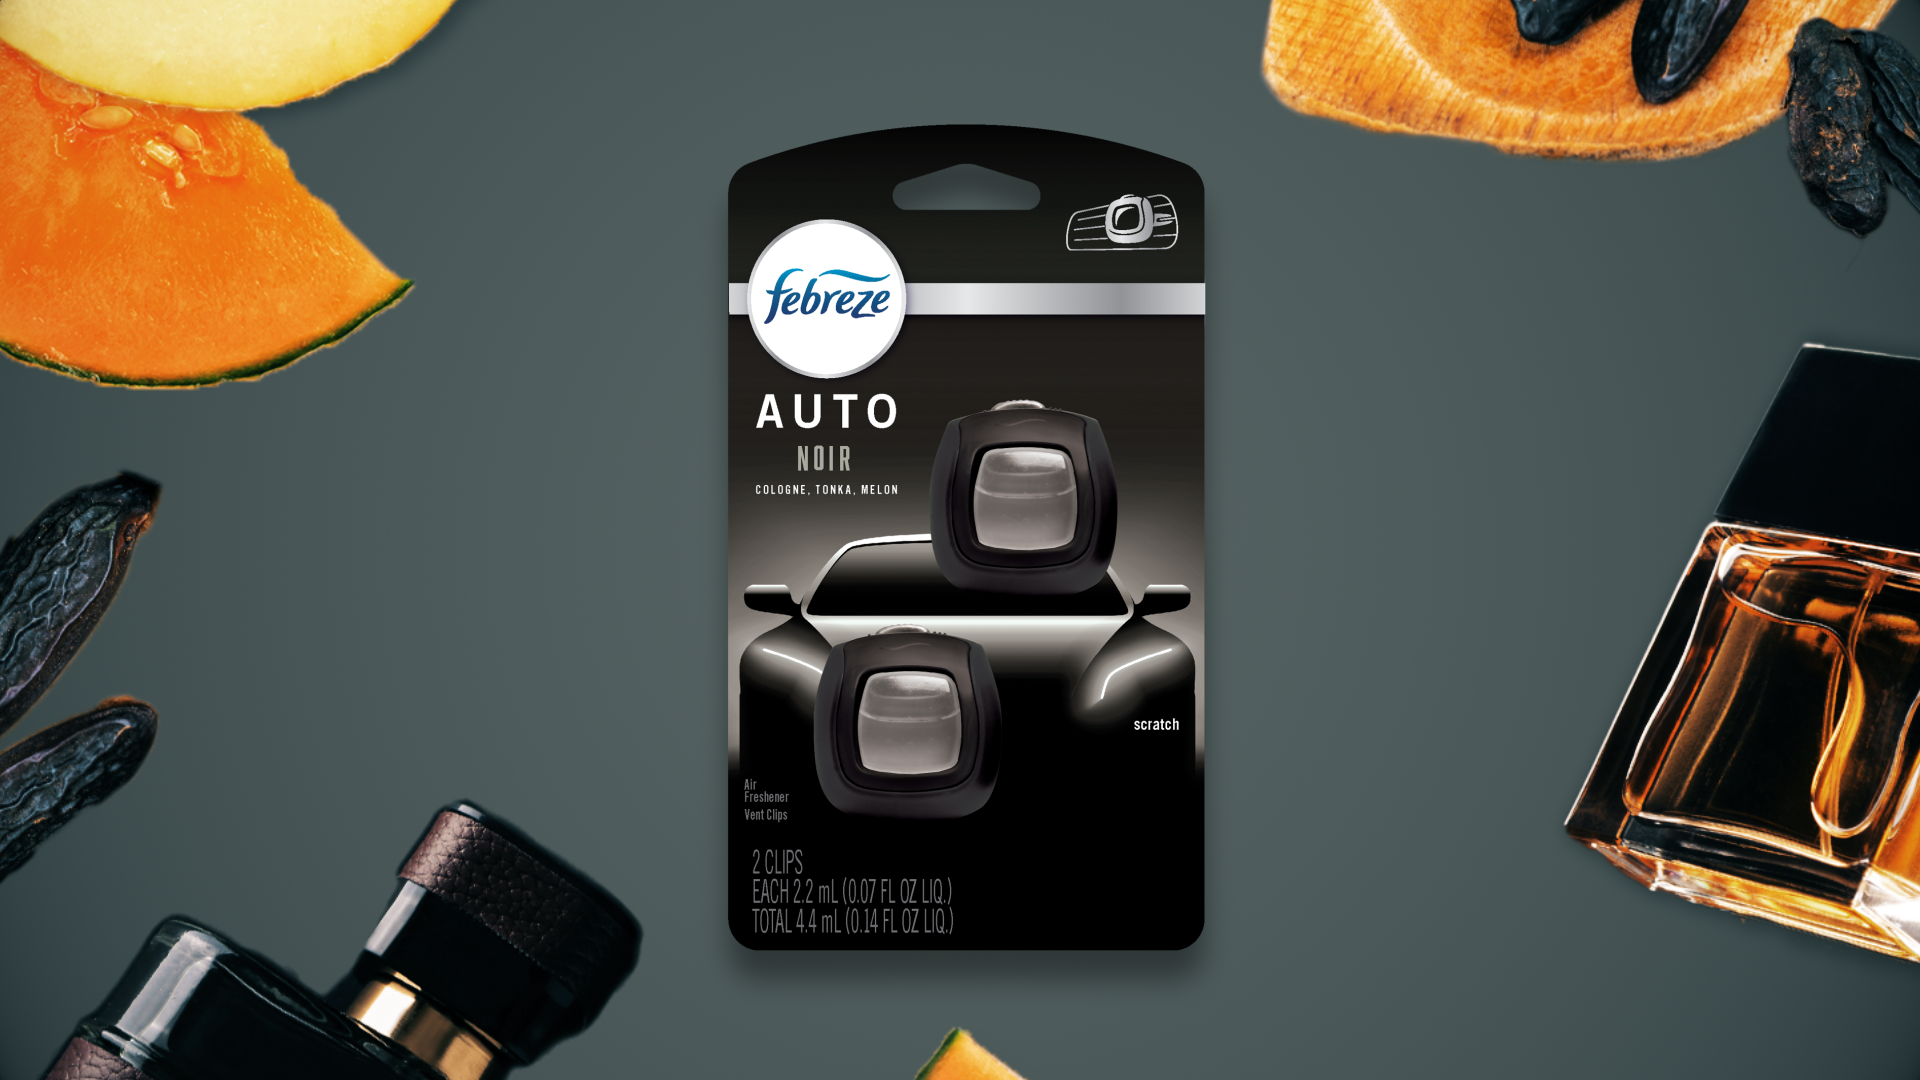 febreze
AUTO
NOIR
COLOGNE, TONKA, MELON
scratch
Air
Freshener
Vent Clips
2 CLIPS
EACH 2.2 mL (0.07 FL OZ LIQ.)
TOTAL 4.4 mL (0.14 FL OZ LIQ.)